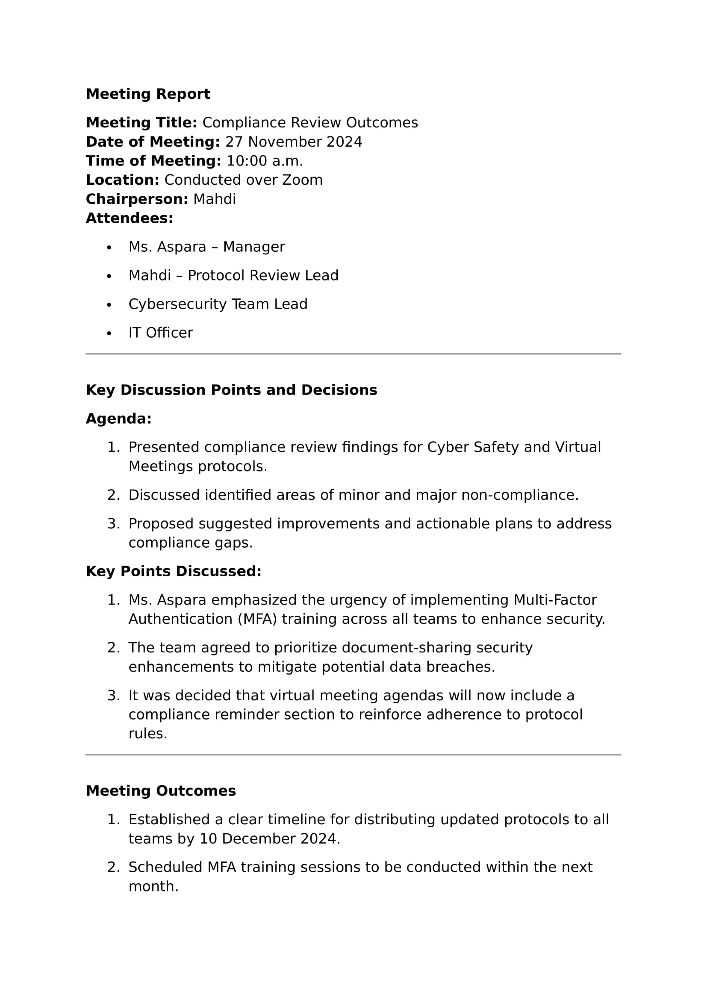 Meeting Report
Meeting Title: Compliance Review Outcomes
Date of Meeting: 27 November 2024
Time of Meeting: 10:00 a.m.
Location: Conducted over Zoom
Chairperson: Mahdi
Attendees:
• Ms. Aspara – Manager
• Mahdi – Protocol Review Lead
• Cybersecurity Team Lead
• IT Officer
Key Discussion Points and Decisions
Agenda:
1. Presented compliance review findings for Cyber Safety and Virtual
Meetings protocols.
2. Discussed identified areas of minor and major non-compliance.
3. Proposed suggested improvements and actionable plans to address
compliance gaps.
Key Points Discussed:
1. Ms. Aspara emphasized the urgency of implementing Multi-Factor
Authentication (MFA) training across all teams to enhance security.
2. The team agreed to prioritize document-sharing security
enhancements to mitigate potential data breaches.
3. It was decided that virtual meeting agendas will now include a
compliance reminder section to reinforce adherence to protocol
rules.
Meeting Outcomes
1. Established a clear timeline for distributing updated protocols to all
teams by 10 December 2024.
2. Scheduled MFA training sessions to be conducted within the next
month.